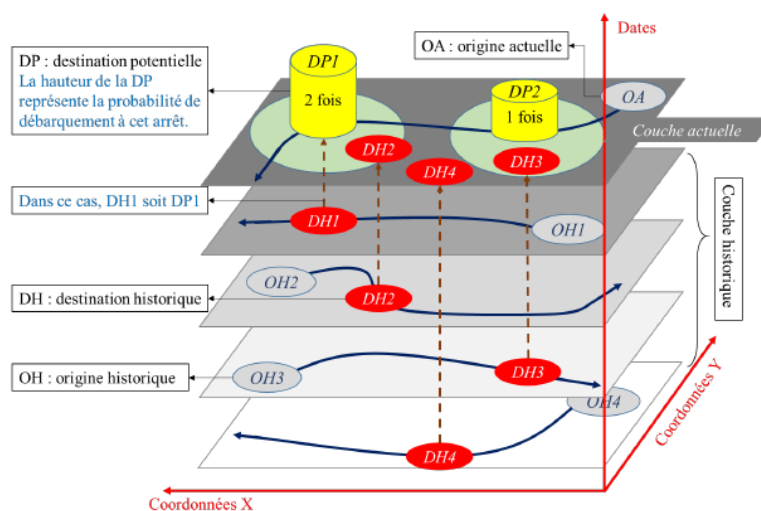 Dates
DP : destination potentielle
La hauteur de la DP
représente la probabilité de
débarquement à cet arrêt.
OA : origine actuelle
DP1
2 fois
DP2
1 fois
OA
Couche actuelle
DH2
DH4
DH3
Dans ce cas, DH1 soit DP1
DH1
OH1
Couche historique
OH2
DH : destination historique
DH2
OH : origine historique
OH3
DH3
OH4
Coordonnées Y
DH4
Coordonnées X